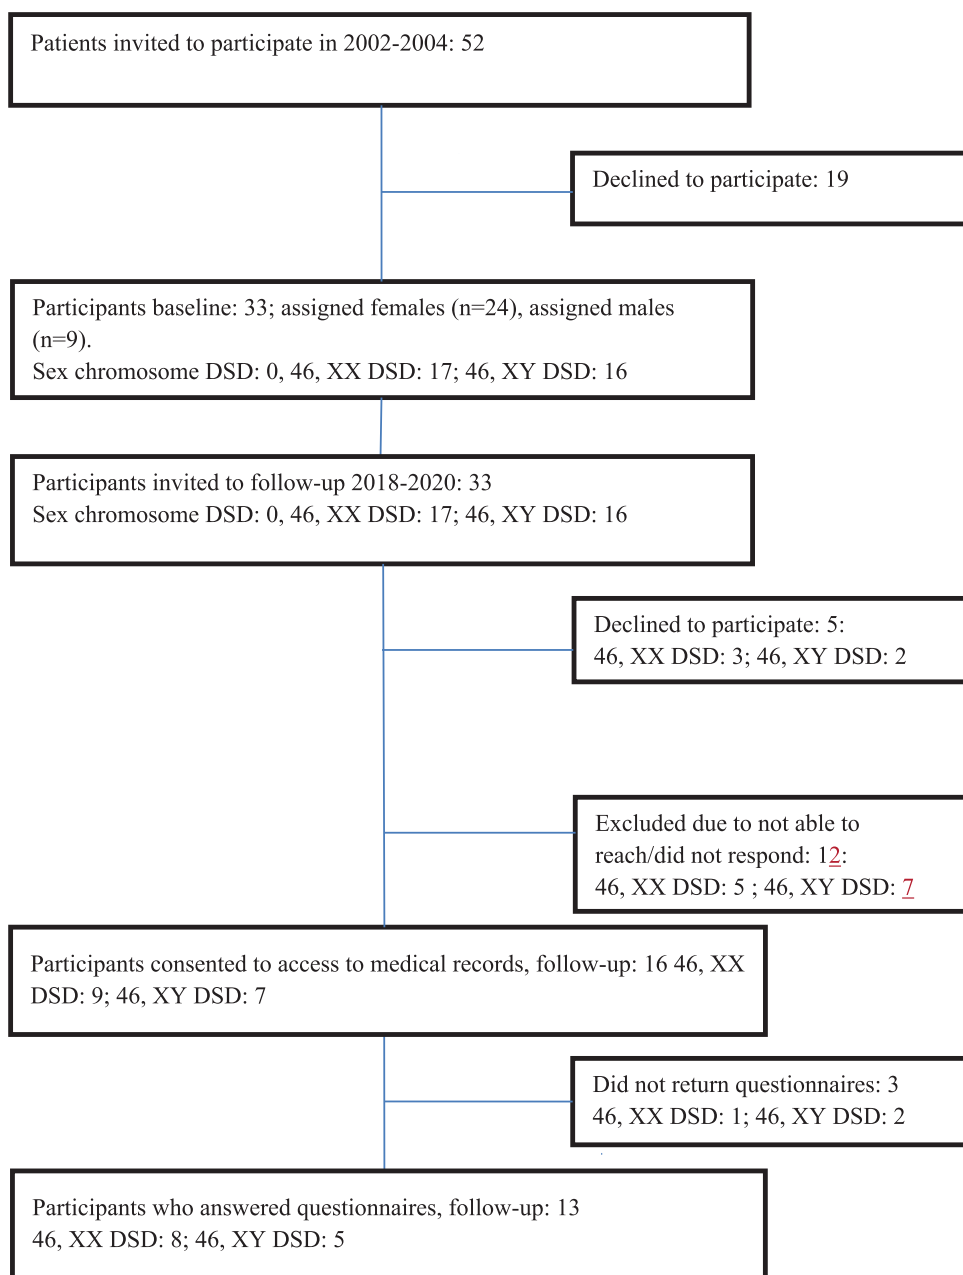 Patients invited to participate in 2002-2004: 52
Declined to participate: 19
Participants baseline: 33; assigned females (n=24), assigned males
(n=9).
Sex chromosome DSD: 0, 46, XX DSD: 17; 46, XY DSD: 16
Participants invited to follow-up 2018-2020: 33
Sex chromosome DSD: 0, 46, XX DSD: 17; 46, XY DSD: 16
Declined to participate: 5:
46, XX DSD: 3; 46, XY DSD: 2
Excluded due to not able to
reach/did not respond: 12:
46, XX DSD: 5 ; 46, XY DSD: 7
Participants consented to access to medical records, follow-up: 16 46, XX
DSD: 9; 46, XY DSD: 7
Did not return questionnaires: 3
46, XX DSD: 1; 46, XY DSD: 2
Participants who answered questionnaires, follow-up: 13
46, XX DSD: 8; 46, XY DSD: 5